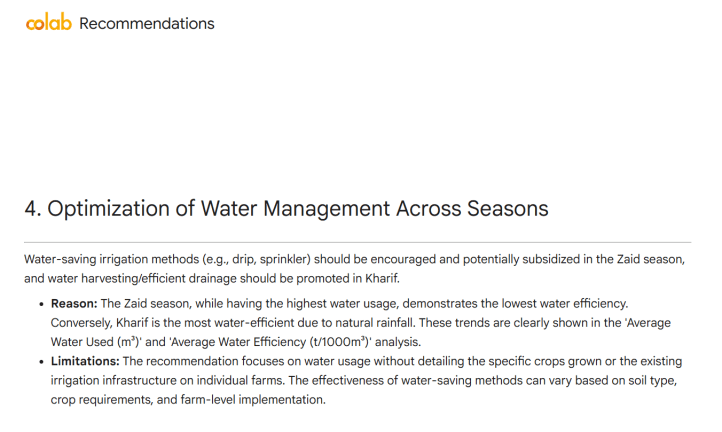 colab Recommendations
4. Optimization of Water Management Across Seasons
Water-saving irrigation methods (e.g., drip, sprinkler) should be encouraged and potentially subsidized in the Zaid season,
and water harvesting/efficient drainage should be promoted in Kharif.
• Reason: The Zaid season, while having the highest water usage, demonstrates the lowest water efficiency.
Conversely, Kharif is the most water-efficient due to natural rainfall. These trends are clearly shown in the 'Average
Water Used (m³)' and 'Average Water Efficiency (t/1000m³)' analysis.
• Limitations: The recommendation focuses on water usage without detailing the specific crops grown or the existing
irrigation infrastructure on individual farms. The effectiveness of water-saving methods can vary based on soil type,
crop requirements, and farm-level implementation.